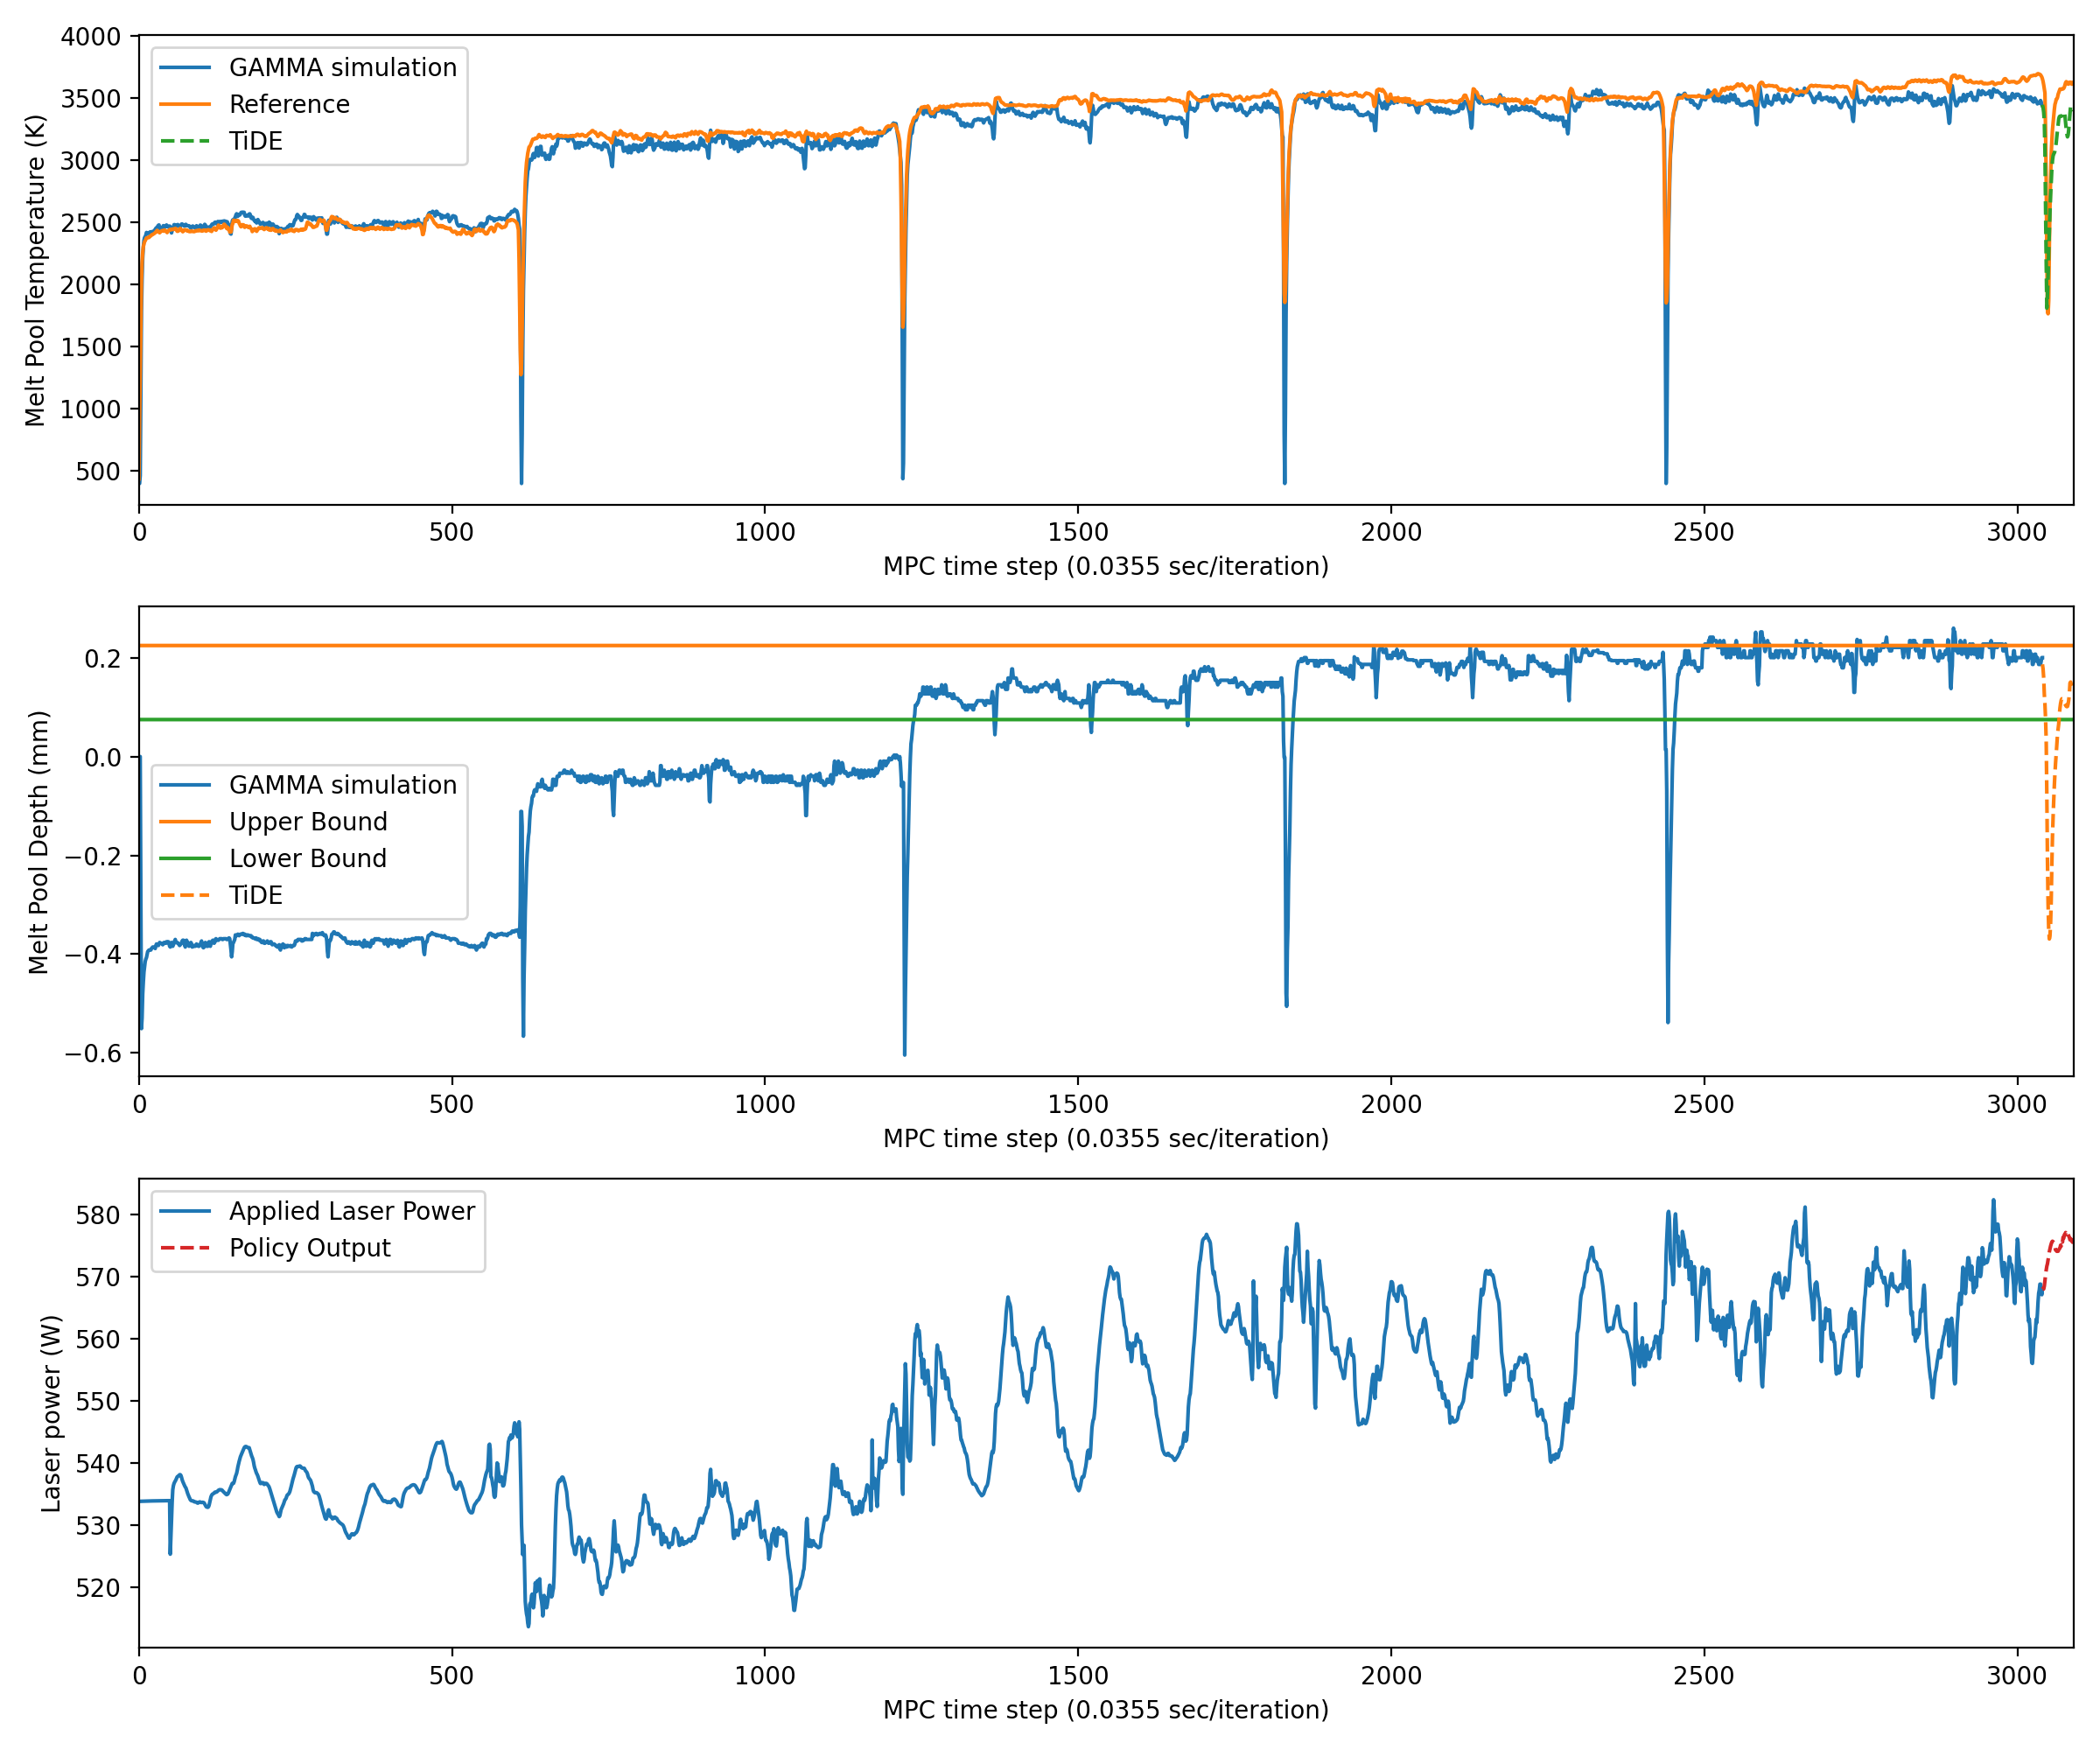 4000
3500
3000
2500
2000
1500
1000
500
Melt Pool Temperature (K)
GAMMA simulation
Reference
TiDE
0 500 1000 1500 2000 2500 3000
MPC time step (0.0355 sec/iteration)
0.2
0.0
−0.2
−0.4
−0.6
Melt Pool Depth (mm)
GAMMA simulation
Upper Bound
Lower Bound
TiDE
0 500 1000 1500 2000 2500 3000
MPC time step (0.0355 sec/iteration)
580
570
560
550
540
530
520
Laser power (W)
Applied Laser Power
Policy Output
0 500 1000 1500 2000 2500 3000
MPC time step (0.0355 sec/iteration)